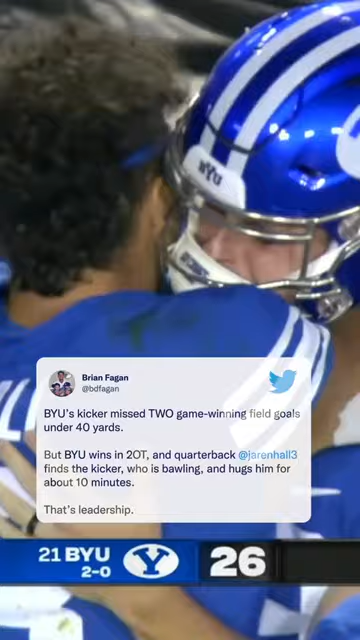 BYU
Brian Fagan
@bdfagan
BYU's kicker missed TWO game-winning field goals
under 40 yards.
But BYU wins in 2OT, and quarterback @jarenhall3
finds the kicker, who is bawling, and hugs him for
about 10 minutes.
That's leadership.
21 BYU
2-0
Y
26